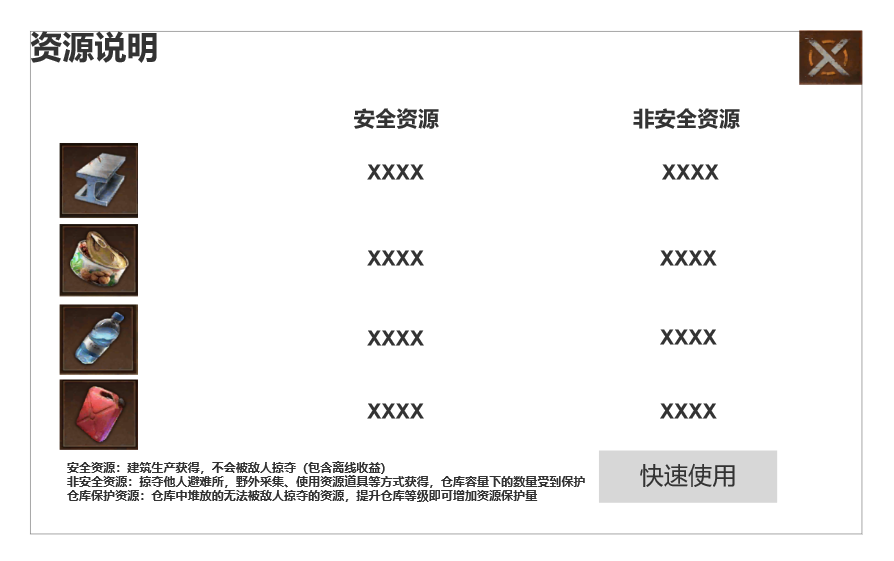 资源说明
安全资源 非安全资源
XXXX XXXX
XXXX XXXX
XXXX XXXX
XXXX XXXX
安全资源：建筑生产获得，不会被敌人掠夺（包含离线收益）
非安全资源：掠夺他人避难所，野外采集、使用资源道具等方式获得，仓库容量下的数量受到保护
仓库保护资源：仓库中堆放的无法被敌人掠夺的资源，提升仓库等级即可增加资源保护量
快速使用